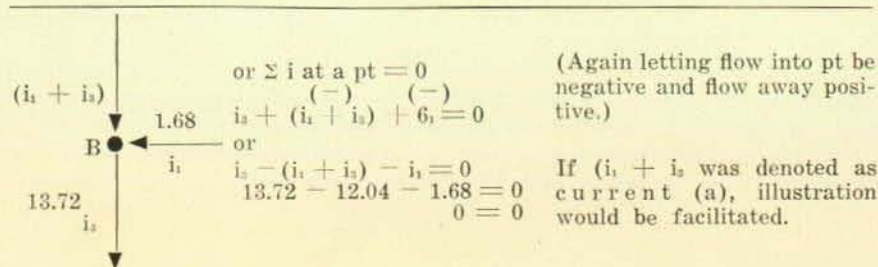 (i₁ + i₃)
1.68
B
i₁
13.72
i₃
or Σ i at a pt = 0
(−) (−)
i₃ + (i₁ + i₃) + 6₁ = 0
or
i₃ − (i₁ + i₃) − i₁ = 0
13.72 − 12.04 − 1.68 = 0
0 = 0
(Again letting flow into pt be
negative and flow away posi-
tive.)
If (i₁ + i₃ was denoted as
current (a), illustration
would be facilitated.